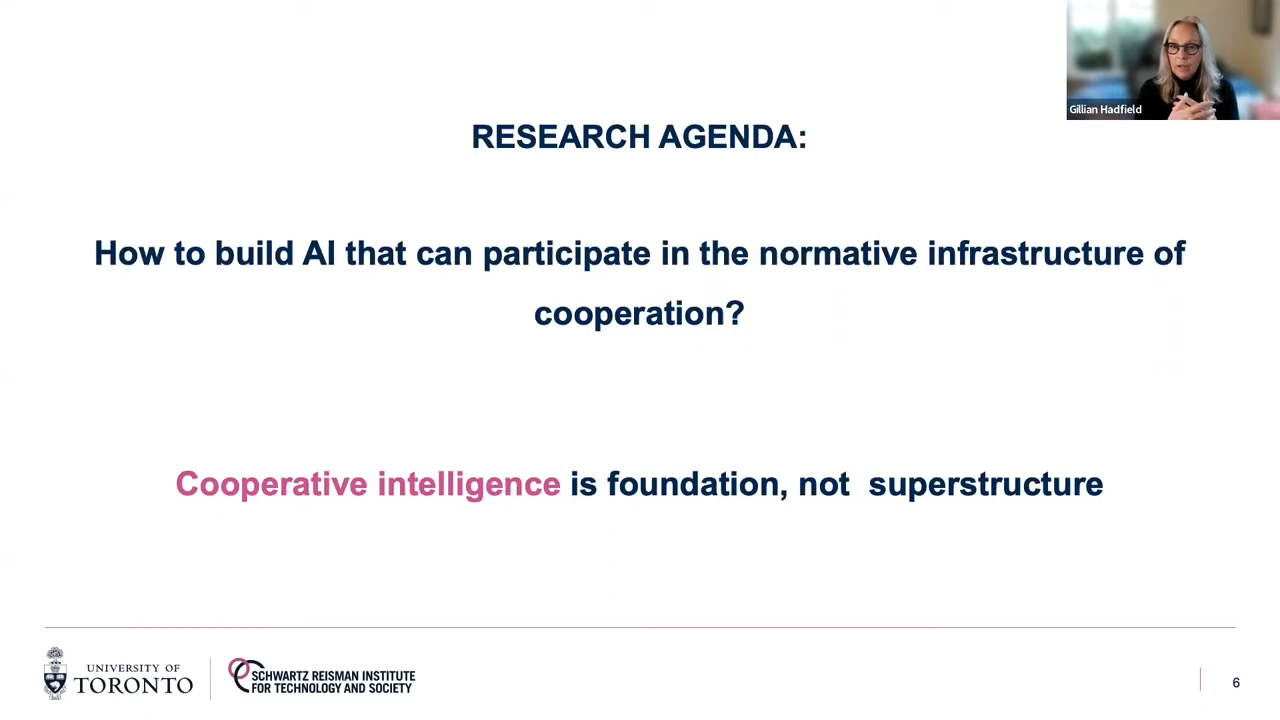 Gillian Hadfield
RESEARCH AGENDA:
How to build AI that can participate in the normative infrastructure of
cooperation?
Cooperative intelligence is foundation, not  superstructure
UNIVERSITY OF
TORONTO
SCHWARTZ REISMAN INSTITUTE
FOR TECHNOLOGY AND SOCIETY
6